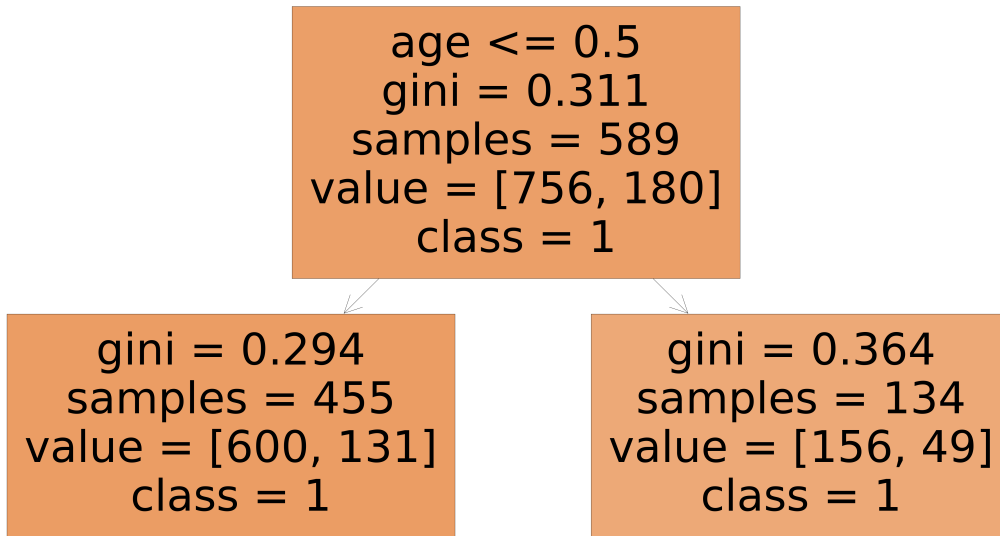 age <= 0.5
gini = 0.311
samples = 589
value = [756, 180]
class = 1
gini = 0.294
samples = 455
value = [600, 131]
class = 1
gini = 0.364
samples = 134
value = [156, 49]
class = 1